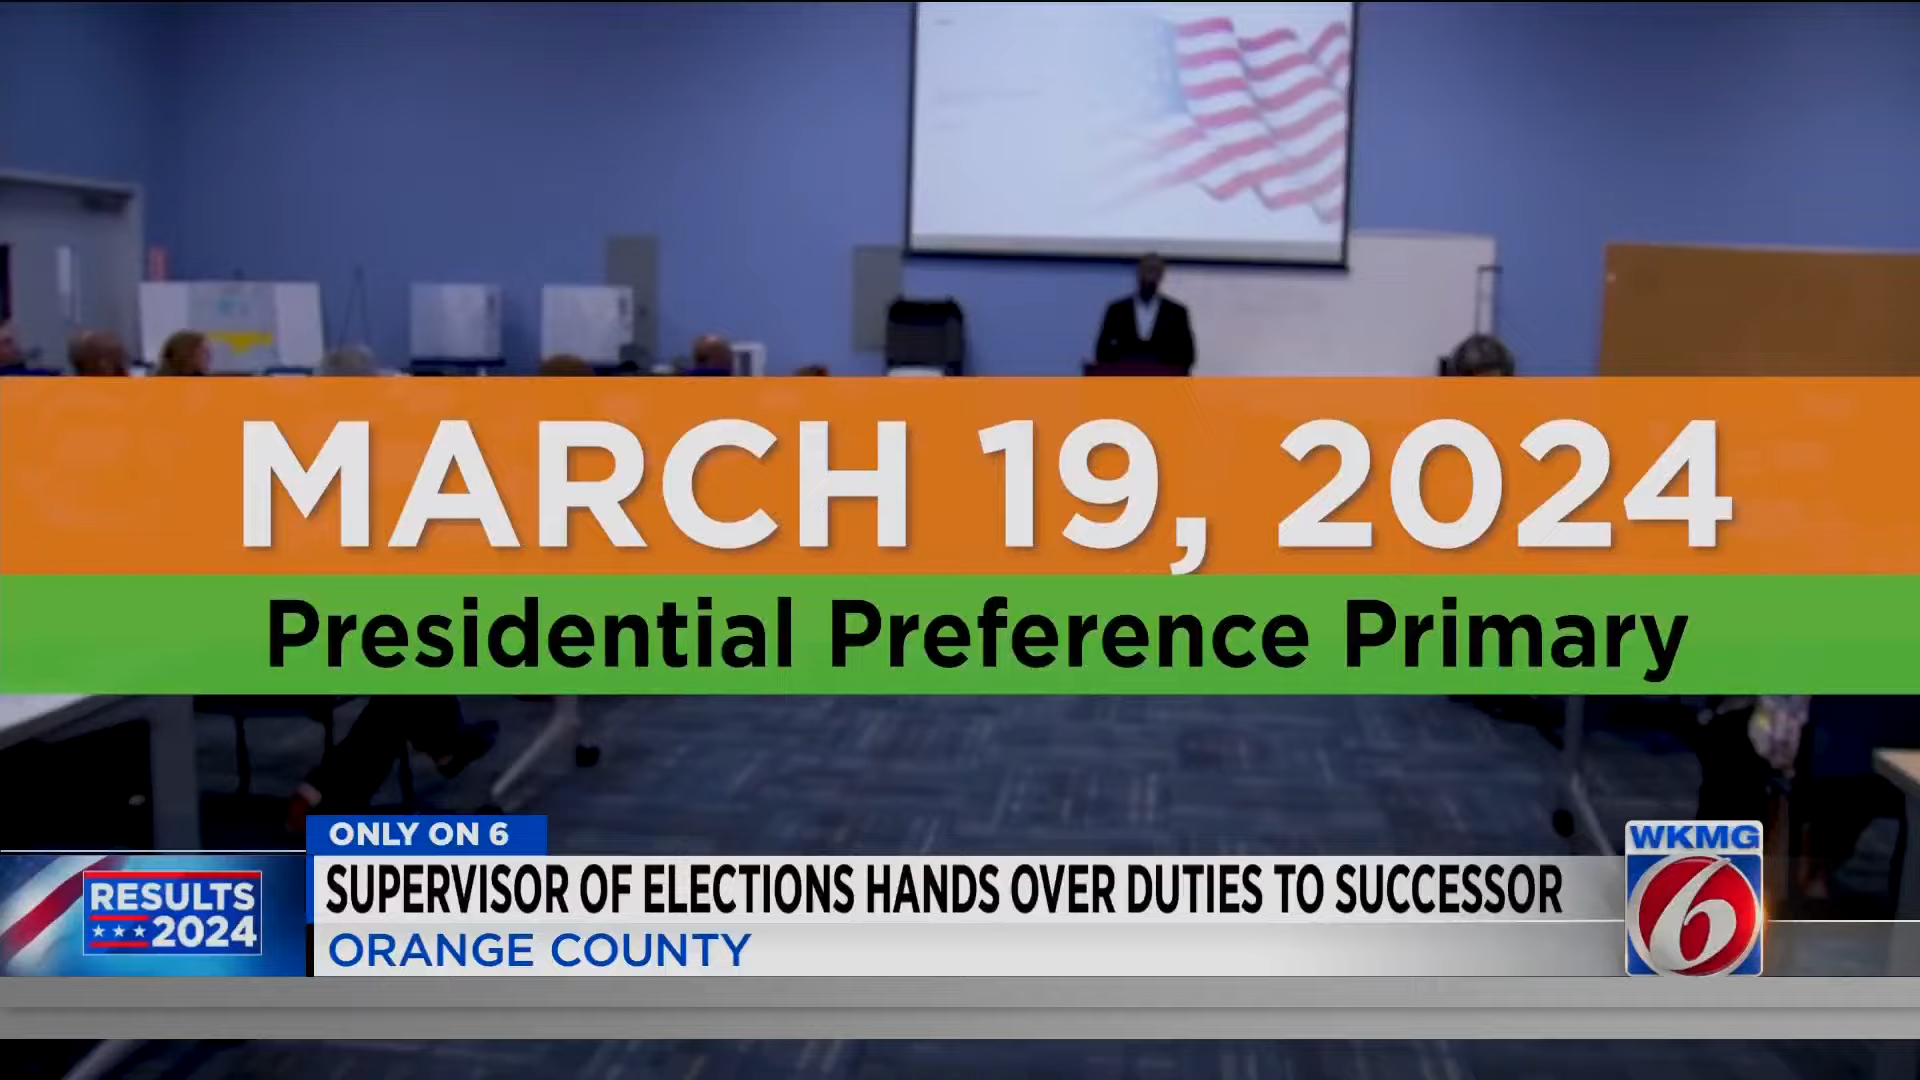 MARCH 19, 2024
Presidential Preference Primary
ONLY ON 6
SUPERVISOR OF ELECTIONS HANDS OVER DUTIES TO SUCCESSOR
ORANGE COUNTY
RESULTS
2024
WKMG
6